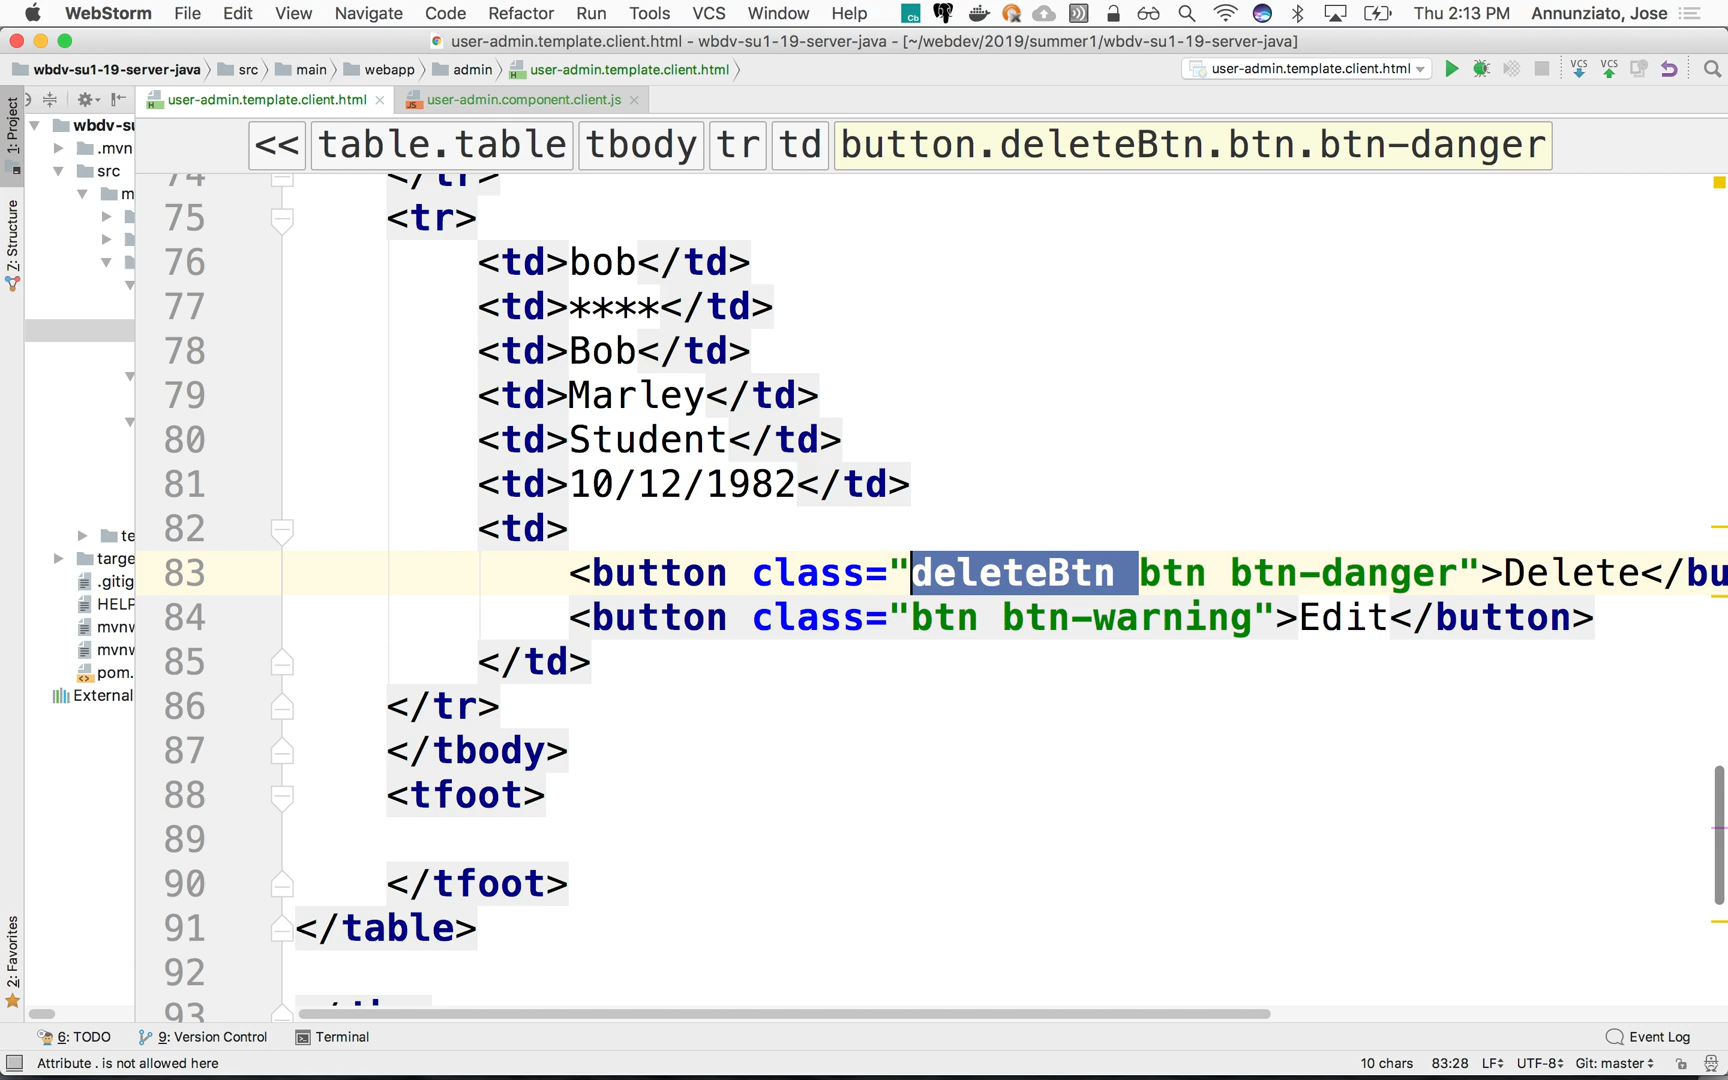 WebStorm File Edit View Navigate Code Refactor Run Tools VCS Window Help Thu 2:13 PM Annunziato, Jose
user-admin.template.client.html - wbdv-su1-19-server-java - [~/webdev/2019/summer1/wbdv-su1-19-server-java]
wbdv-su1-19-server-java src main webapp admin user-admin.template.client.html user-admin.template.client.html VCS VCS
user-admin.template.client.html user-admin.component.client.js
1: Project
7: Structure
2: Favorites
wbdv-su
.mvn
src
m
te
targe
.gitig
HELP
mvnw
mvnw
pom.
External
<< table.table tbody tr td button.deleteBtn.btn.btn-danger
74 </tr>
75 <tr>
76 <td>bob</td>
77 <td>****</td>
78 <td>Bob</td>
79 <td>Marley</td>
80 <td>Student</td>
81 <td>10/12/1982</td>
82 <td>
83 <button class="deleteBtn btn btn-danger">Delete</bu
84 <button class="btn btn-warning">Edit</button>
85 </td>
86 </tr>
87 </tbody>
88 <tfoot>
89
90 </tfoot>
91 </table>
92
93
6: TODO 9: Version Control Terminal Event Log
Attribute . is not allowed here 10 chars 83:28 LF UTF-8 Git: master